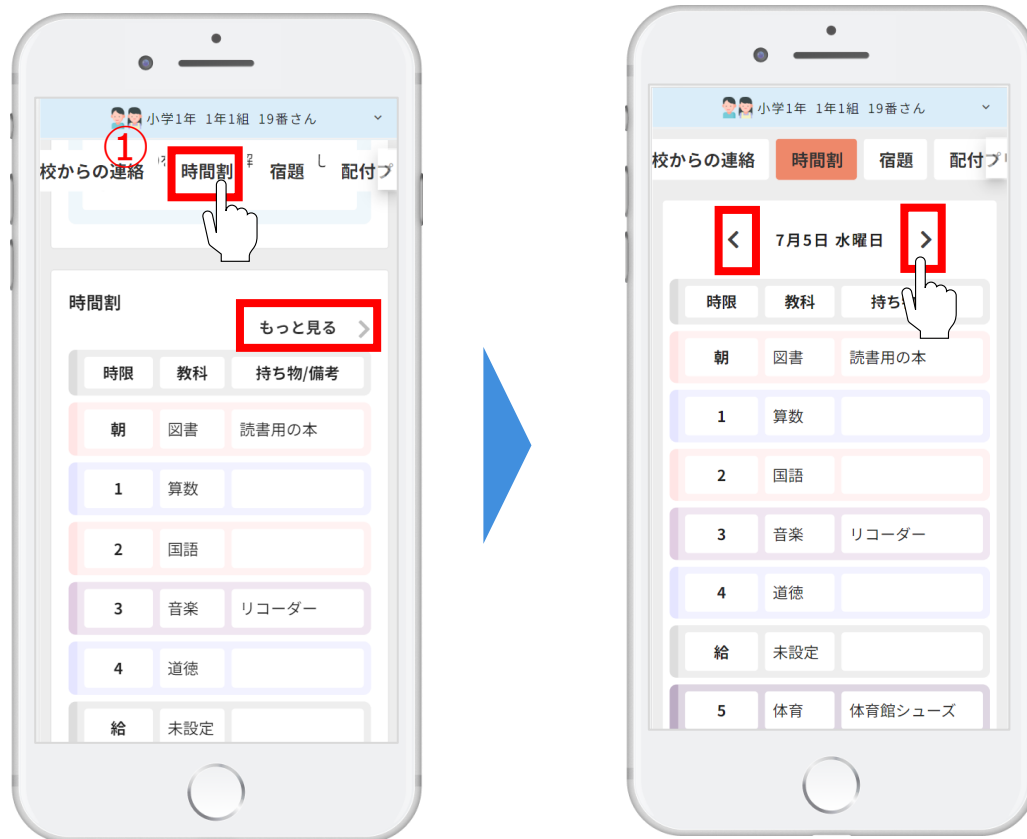 小学1年 1年1組 19番さん
①
校からの連絡 時間割 宿題 配付プ
時間割
もっと見る
時限 教科 持ち物/備考
朝 図書 読書用の本
1 算数
2 国語
3 音楽 リコーダー
4 道徳
給 未設定
小学1年 1年1組 19番さん
校からの連絡 時間割 宿題 配付プ
7月5日 水曜日
時限 教科 持ち
朝 図書 読書用の本
1 算数
2 国語
3 音楽 リコーダー
4 道徳
給 未設定
5 体育 体育館シューズ